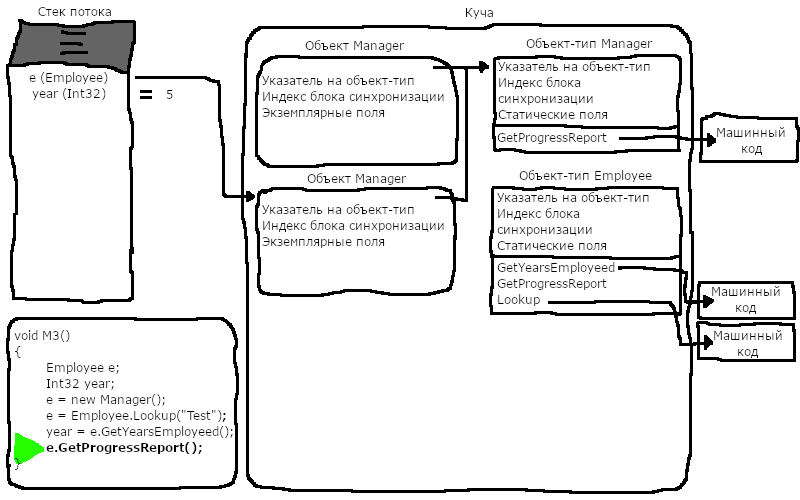 Стек потока
e (Employee)
year (Int32)
= 5
void M3()
{
Employee e;
Int32 year;
e = new Manager();
e = Employee.Lookup("Test");
year = e.GetYearsEmployeed();
e.GetProgressReport();
}
Куча
Объект Manager
Указатель на объект-тип
Индекс блока синхронизации
Экземплярные поля
Объект Manager
Указатель на объект-тип
Индекс блока синхронизации
Экземплярные поля
Объект-тип Manager
Указатель на объект-тип
Индекс блока
синхронизации
Статические поля
GetProgressReport
Машинный
код
Объект-тип Employee
Указатель на объект-тип
Индекс блока
синхронизации
Статические поля
GetYearsEmployeed
GetProgressReport
Lookup
Машинный
код
Машинный
код